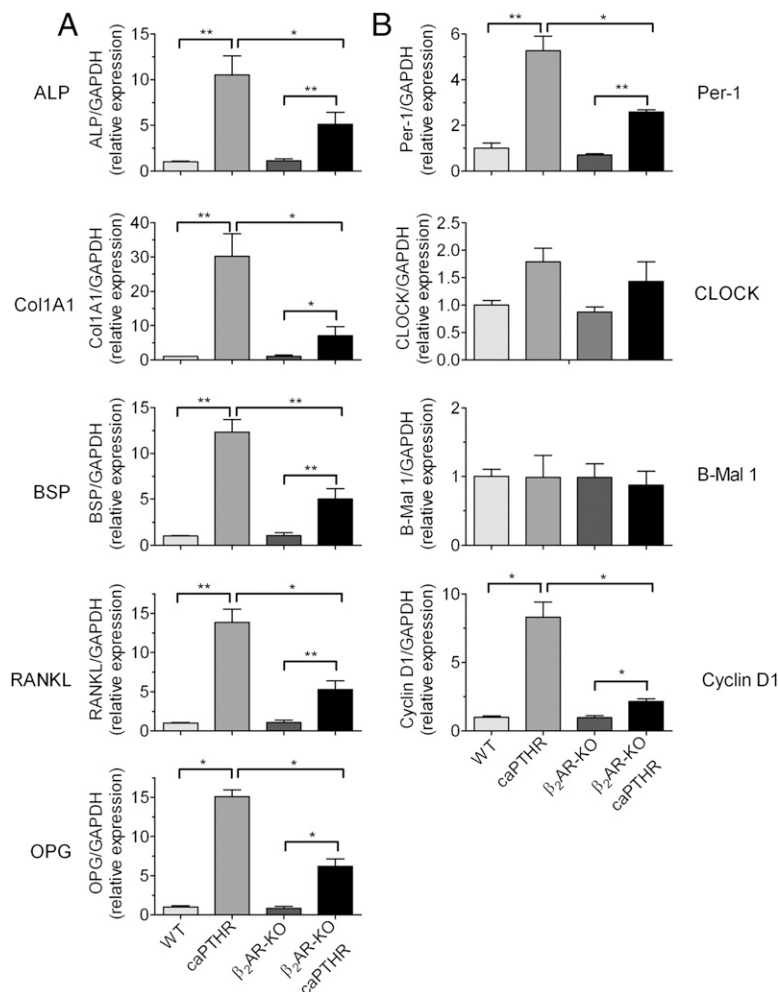 A
B
ALP
ALP/GAPDH
(relative expression)
15
10
5
0
**
*
**
Per-1/GAPDH
(relative expression)
6
4
2
0
**
*
**
Per-1
Col1A1
Col1A1/GAPDH
(relative expression)
40
30
20
10
0
**
*
*
CLOCK/GAPDH
(relative expression)
2.5
2.0
1.5
1.0
0.5
0.0
CLOCK
BSP
BSP/GAPDH
(relative expression)
15
10
5
0
**
**
**
B-Mal 1/GAPDH
(relative expression)
2
1
0
B-Mal 1
RANKL
RANKL/GAPDH
(relative expression)
15
10
5
0
**
*
**
Cyclin D1/GAPDH
(relative expression)
10
5
0
*
*
*
Cyclin D1
WT
caPTHR
β₂AR-KO
β₂AR-KO
caPTHR
OPG
OPG/GAPDH
(relative expression)
15
10
5
0
*
*
*
WT
caPTHR
β₂AR-KO
β₂AR-KO
caPTHR